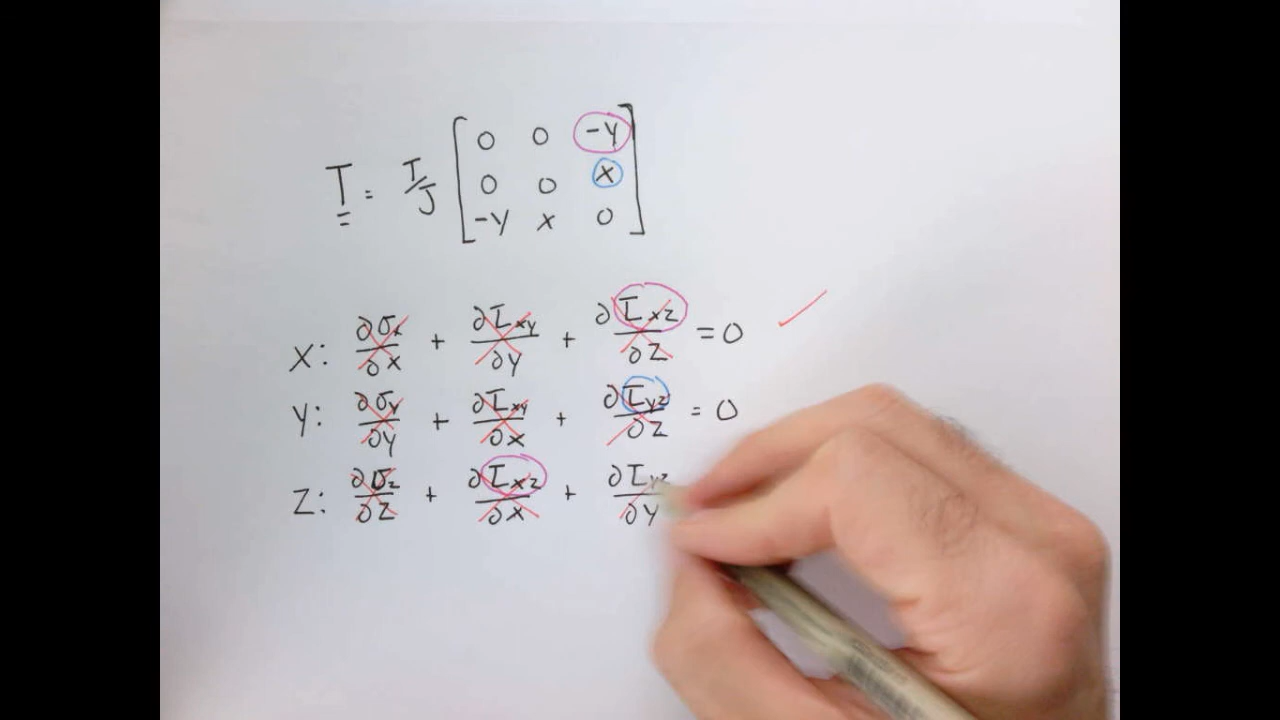 T = T/J [ 0 0 -y
0 0 x
-y x 0 ]
X: ∂σx/∂x + ∂τxy/∂y + ∂τxz/∂z = 0
Y: ∂σy/∂y + ∂τxy/∂x + ∂τyz/∂z = 0
Z: ∂σz/∂z + ∂τxz/∂x + ∂τyz/∂y